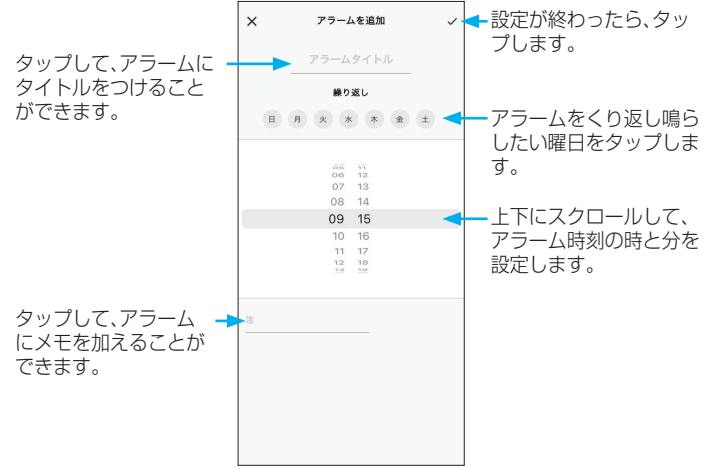 アラームを追加
設定が終わったら、タッ
プします。
タップして、アラームに
タイトルをつけること
ができます。
アラームタイトル
繰り返し
日 月 火 水 木 金 土
アラームをくり返し鳴ら
したい曜日をタップしま
す。
05 11
06 12
07 13
08 14
09 15
10 16
11 17
12 18
13 19
上下にスクロールして、
アラーム時刻の時と分を
設定します。
タップして、アラーム
にメモを加えることが
できます。
注